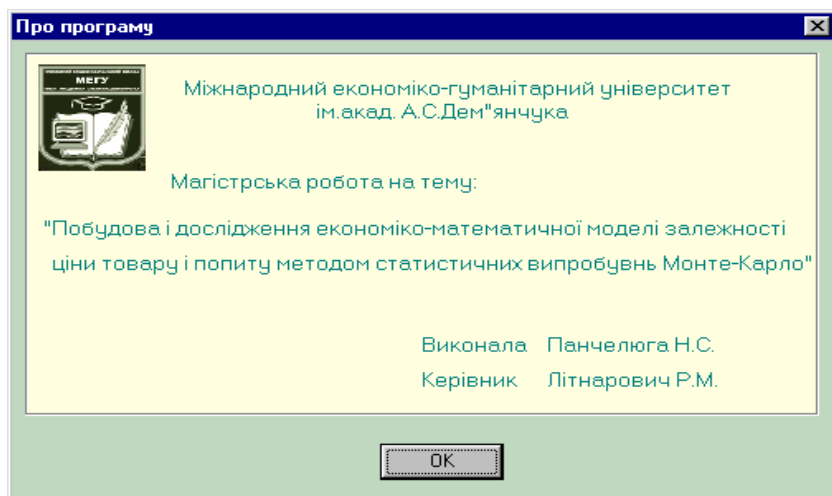 Про програму
МЕГУ
Міжнародний економіко-гуманітарний університет
ім.акад. А.С.Дем"янчука
Магістрська робота на тему:
"Побудова і дослідження економіко-математичної моделі залежності
ціни товару і попиту методом статистичних випробувнь Монте-Карло"
Виконала Панчелюга Н.С.
Керівник Літнарович Р.М.
OK